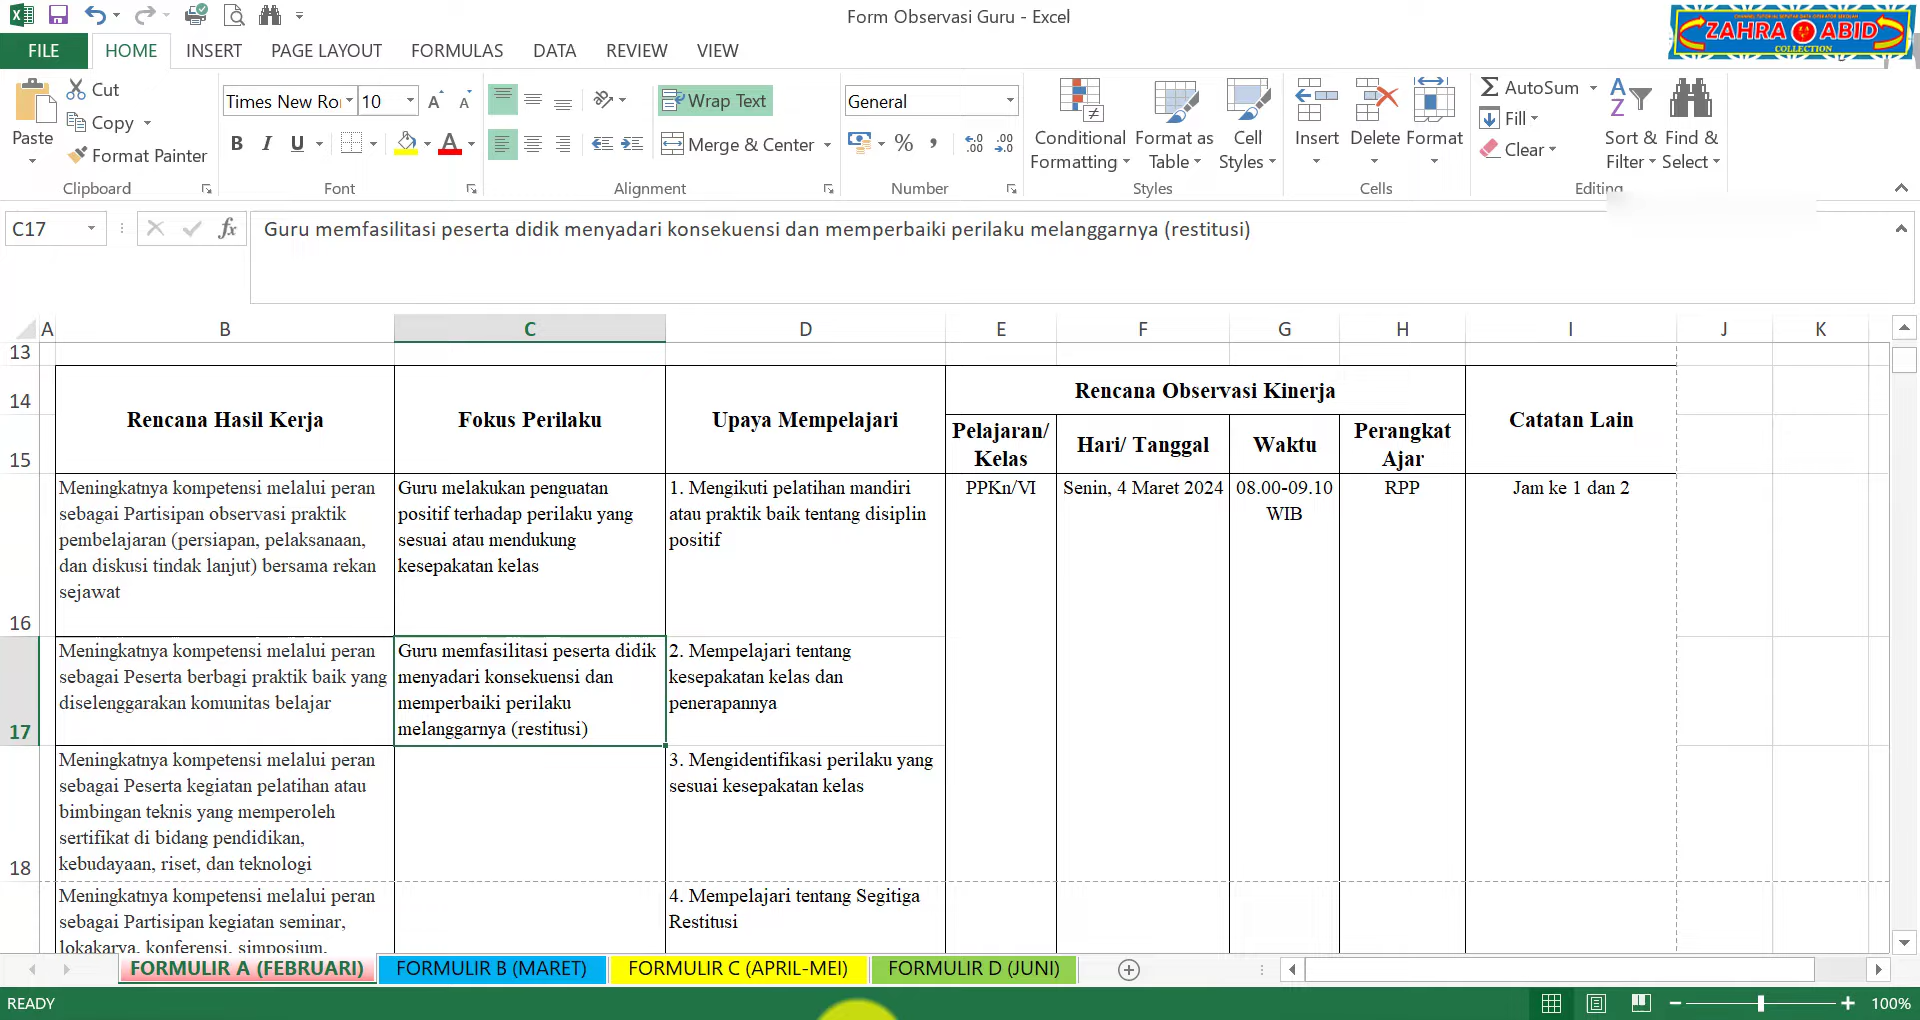 Form Observasi Guru - Excel
ZAHRA ABID
COLLECTION
FILE HOME INSERT PAGE LAYOUT FORMULAS DATA REVIEW VIEW
Paste
Cut
Copy
Format Painter
Clipboard
Times New Ro 10
B I U
Font
Wrap Text
Merge & Center
Alignment
General
%
Number
Conditional Formatting
Format as Table
Cell Styles
Styles
Insert
Delete
Format
Cells
AutoSum
Fill
Clear
Sort & Filter
Find & Select
Editing
C17
fx
Guru memfasilitasi peserta didik menyadari konsekuensi dan memperbaiki perilaku melanggarnya (restitusi)
A B C D E F G H I J K
13
14
15
Rencana Hasil Kerja
Fokus Perilaku
Upaya Mempelajari
Rencana Observasi Kinerja
Pelajaran/
Kelas
Hari/ Tanggal
Waktu
Perangkat
Ajar
Catatan Lain
16
Meningkatnya kompetensi melalui peran
sebagai Partisipan observasi praktik
pembelajaran (persiapan, pelaksanaan,
dan diskusi tindak lanjut) bersama rekan
sejawat
Guru melakukan penguatan
positif terhadap perilaku yang
sesuai atau mendukung
kesepakatan kelas
1. Mengikuti pelatihan mandiri
atau praktik baik tentang disiplin
positif
PPKn/VI
Senin, 4 Maret 2024
08.00-09.10
WIB
RPP
Jam ke 1 dan 2
17
Meningkatnya kompetensi melalui peran
sebagai Peserta berbagi praktik baik yang
diselenggarakan komunitas belajar
Guru memfasilitasi peserta didik
menyadari konsekuensi dan
memperbaiki perilaku
melanggarnya (restitusi)
2. Mempelajari tentang
kesepakatan kelas dan
penerapannya
18
Meningkatnya kompetensi melalui peran
sebagai Peserta kegiatan pelatihan atau
bimbingan teknis yang memperoleh
sertifikat di bidang pendidikan,
kebudayaan, riset, dan teknologi
3. Mengidentifikasi perilaku yang
sesuai kesepakatan kelas
Meningkatnya kompetensi melalui peran
sebagai Partisipan kegiatan seminar,
lokakarya, konferensi, simposium,
4. Mempelajari tentang Segitiga
Restitusi
FORMULIR A (FEBRUARI) FORMULIR B (MARET) FORMULIR C (APRIL-MEI) FORMULIR D (JUNI)
READY
100%